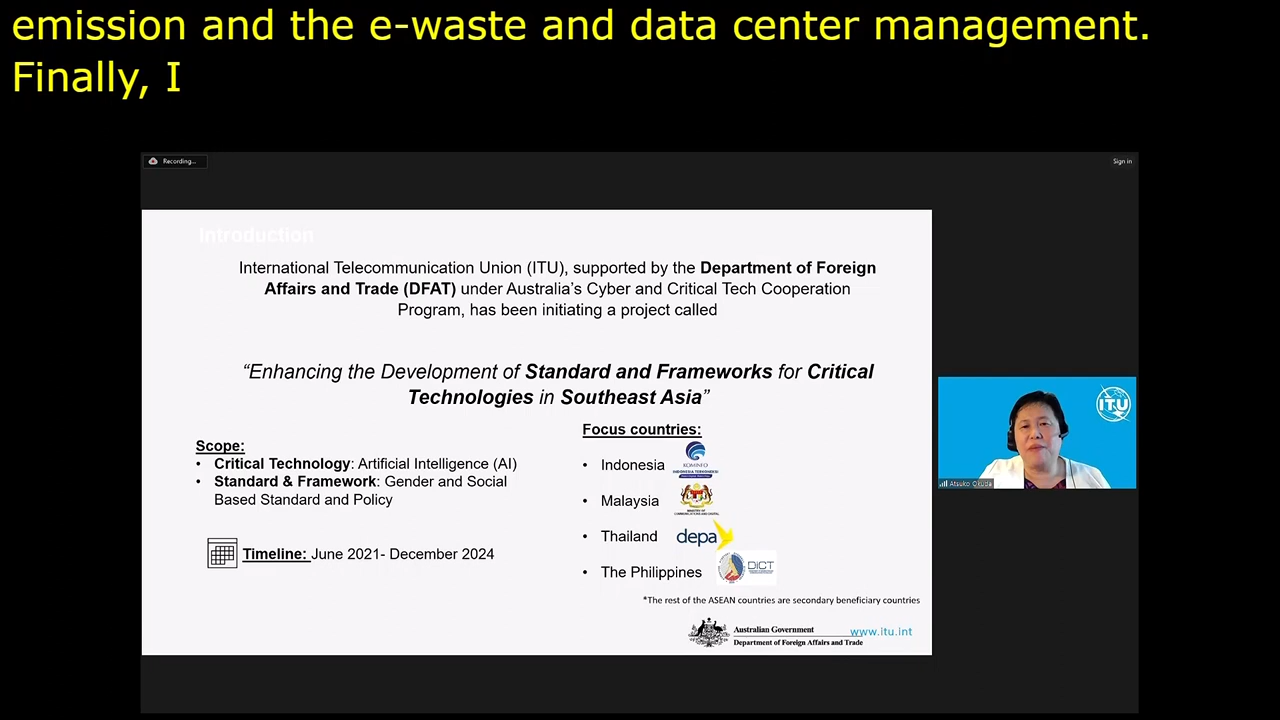 emission and the e-waste and data center management.
Finally, I
Recording...
Sign in
Introduction
International Telecommunication Union (ITU), supported by the Department of Foreign
Affairs and Trade (DFAT) under Australia's Cyber and Critical Tech Cooperation
Program, has been initiating a project called
“Enhancing the Development of Standard and Frameworks for Critical
Technologies in Southeast Asia”
Scope:
• Critical Technology: Artificial Intelligence (AI)
• Standard & Framework: Gender and Social
Based Standard and Policy
Timeline: June 2021- December 2024
Focus countries:
• Indonesia
KOMINFO
• Malaysia
• Thailand
depa
• The Philippines
DICT
*The rest of the ASEAN countries are secondary beneficiary countries
Australian Government
Department of Foreign Affairs and Trade
www.itu.int
ITU
Atsuko Okuda